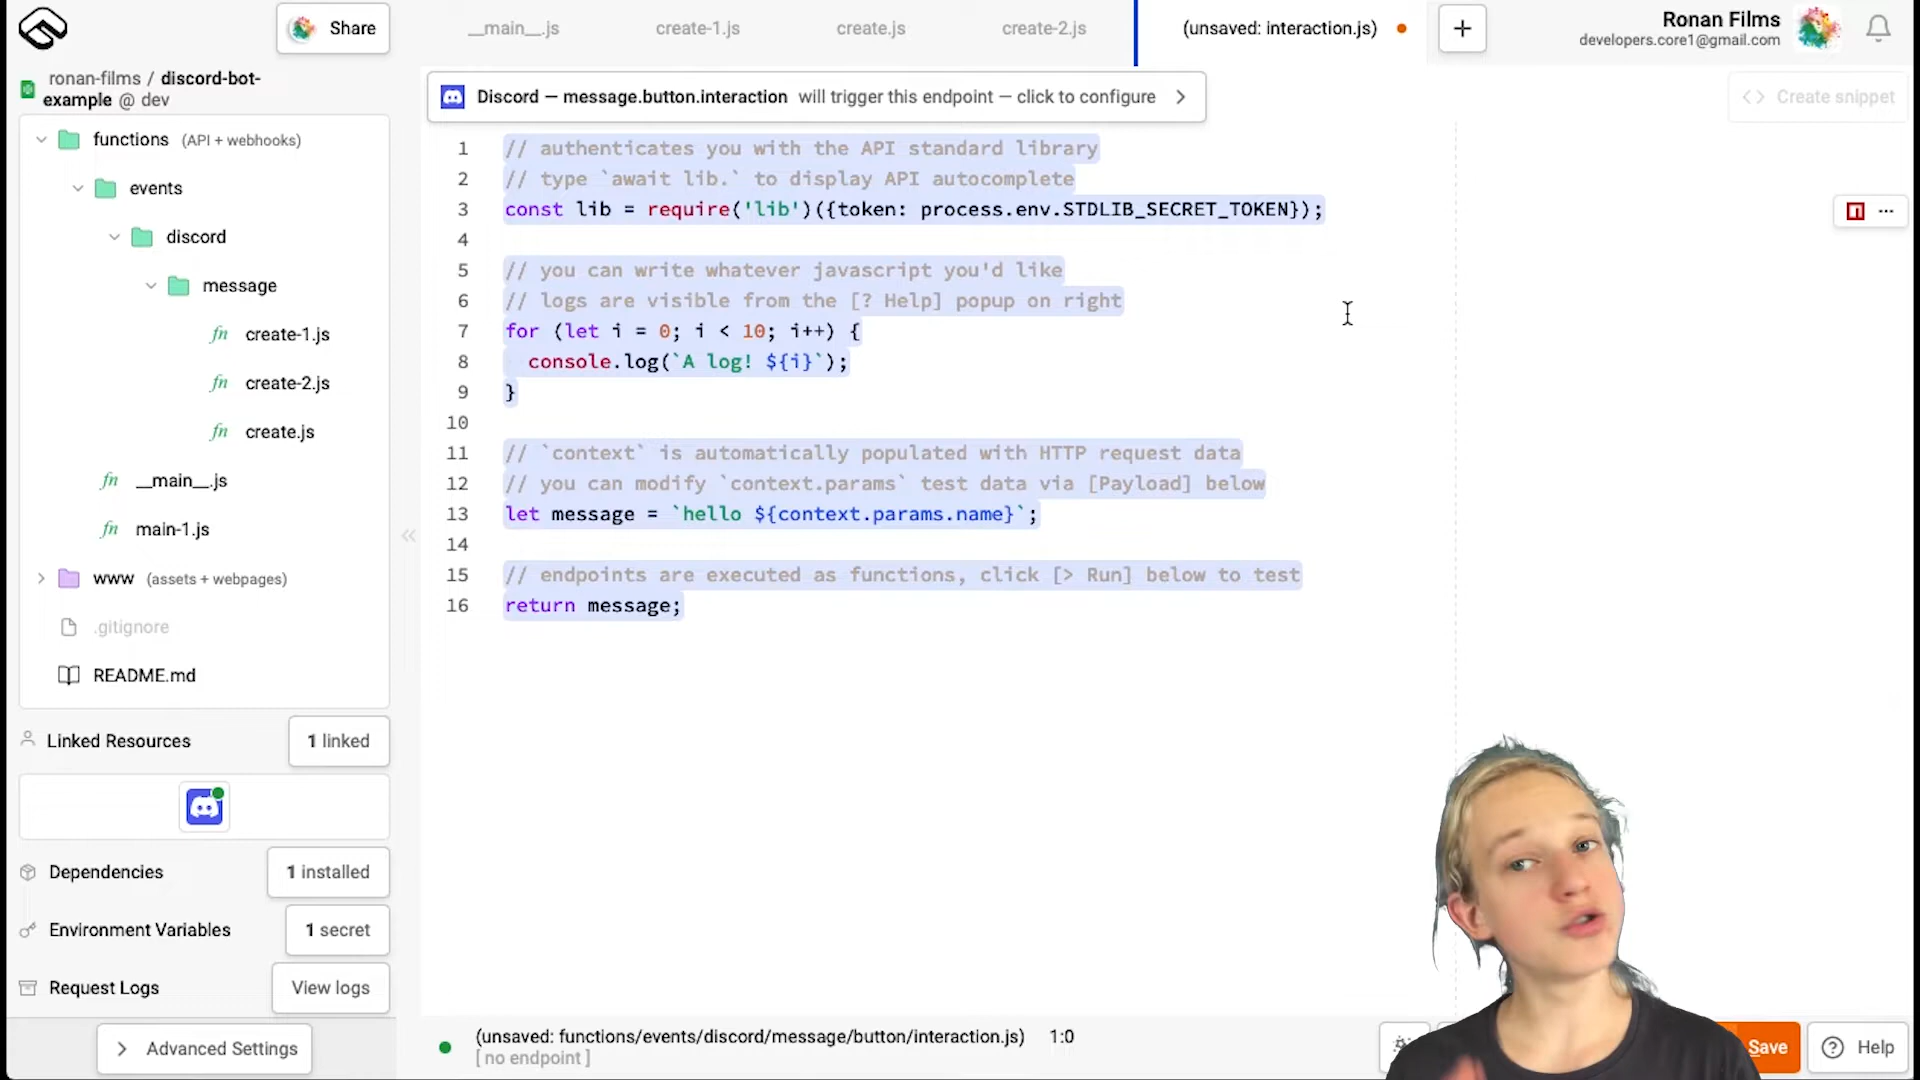 Share
__main__.js
create-1.js
create.js
create-2.js
(unsaved: interaction.js)
Ronan Films
developers.core1@gmail.com
ronan-films / discord-bot-
example @ dev
Discord — message.button.interaction will trigger this endpoint — click to configure
Create snippet
functions (API + webhooks)
events
discord
message
fn create-1.js
fn create-2.js
fn create.js
fn __main__.js
fn main-1.js
www (assets + webpages)
.gitignore
README.md
Linked Resources
1 linked
Dependencies
1 installed
Environment Variables
1 secret
Request Logs
View logs
Advanced Settings
1 // authenticates you with the API standard library
2 // type `await lib.` to display API autocomplete
3 const lib = require('lib')({token: process.env.STDLIB_SECRET_TOKEN});
4
5 // you can write whatever javascript you'd like
6 // logs are visible from the [? Help] popup on right
7 for (let i = 0; i < 10; i++) {
8 console.log(`A log! ${i}`);
9 }
10
11 // `context` is automatically populated with HTTP request data
12 // you can modify `context.params` test data via [Payload] below
13 let message = `hello ${context.params.name}`;
14
15 // endpoints are executed as functions, click [> Run] below to test
16 return message;
(unsaved: functions/events/discord/message/button/interaction.js) 1:0
[ no endpoint ]
Save
Help